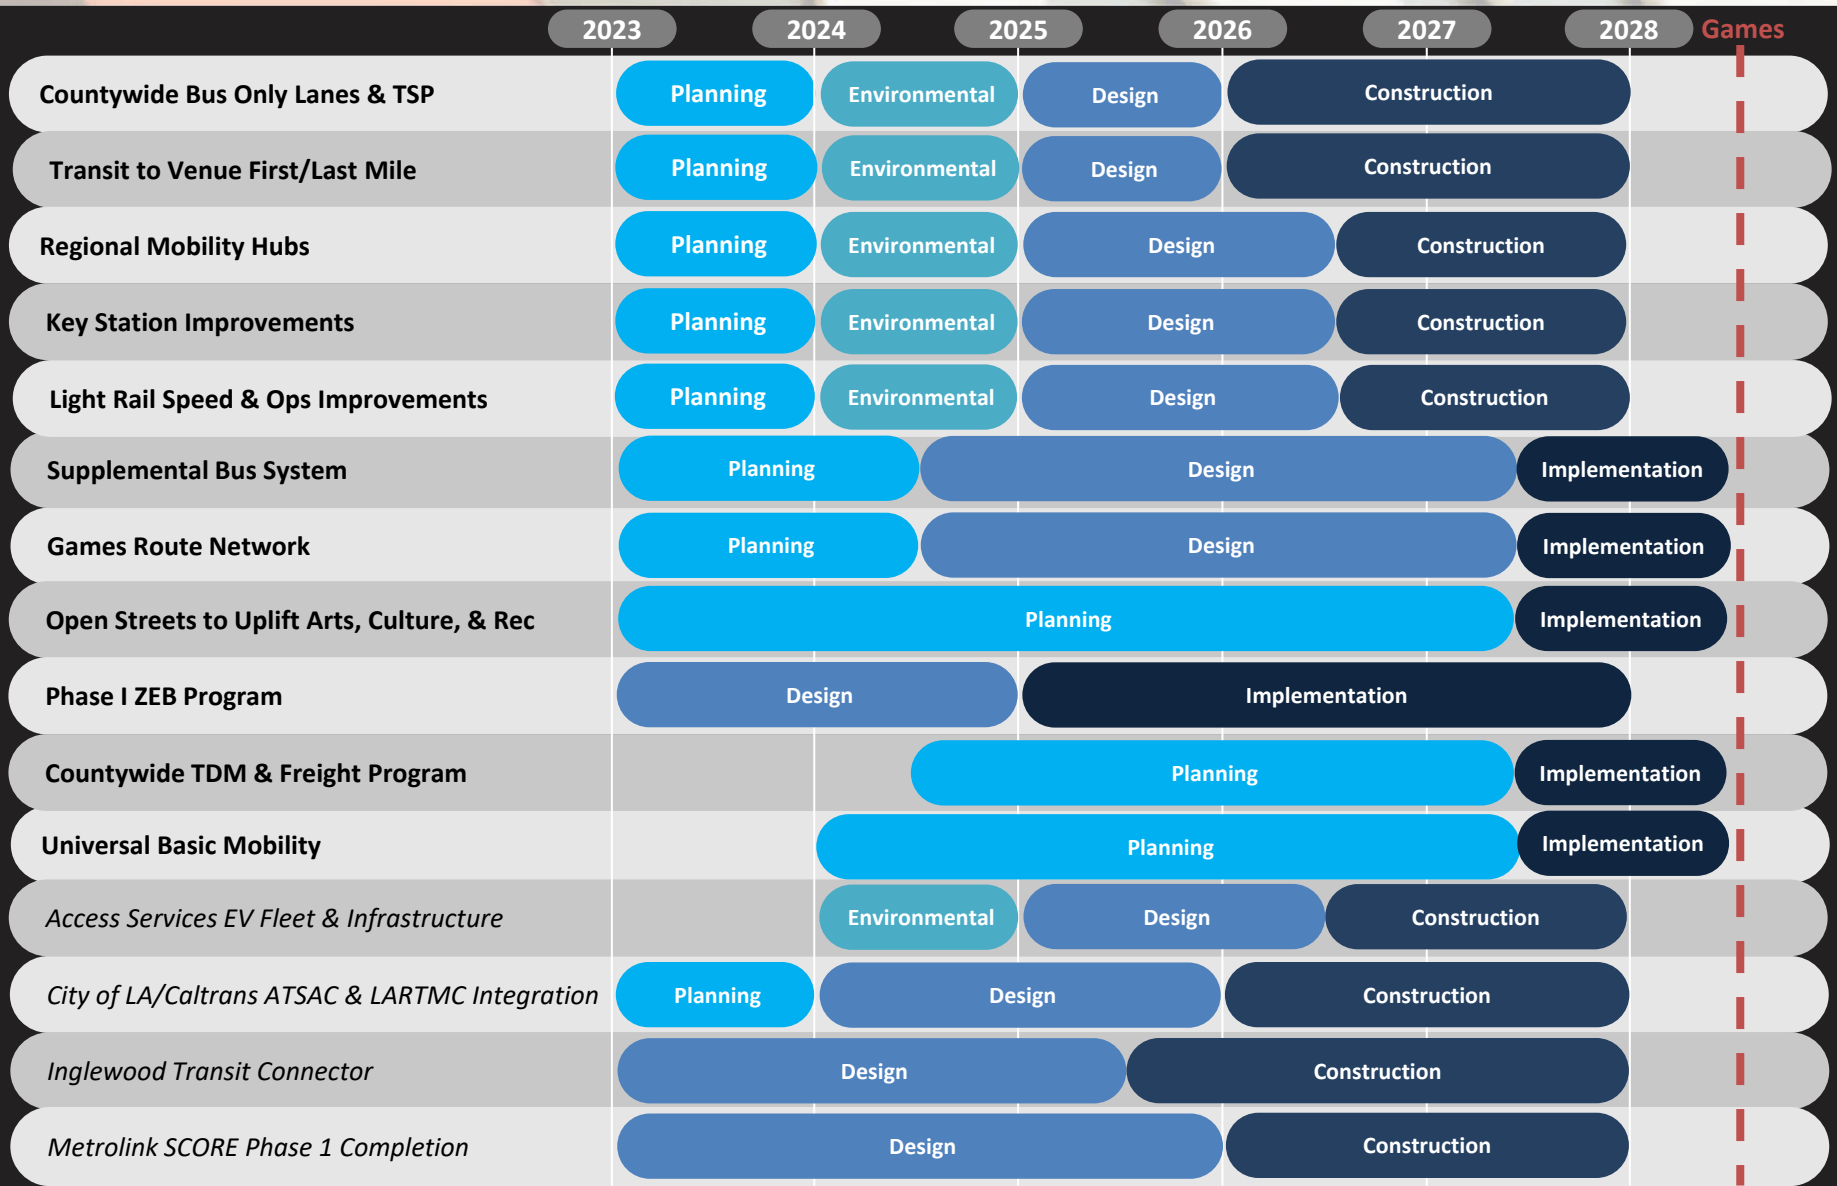 2023 2024 2025 2026 2027 2028 Games
Countywide Bus Only Lanes & TSP Planning Environmental Design Construction
Transit to Venue First/Last Mile Planning Environmental Design Construction
Regional Mobility Hubs Planning Environmental Design Construction
Key Station Improvements Planning Environmental Design Construction
Light Rail Speed & Ops Improvements Planning Environmental Design Construction
Supplemental Bus System Planning Design Implementation
Games Route Network Planning Design Implementation
Open Streets to Uplift Arts, Culture, & Rec Planning Implementation
Phase I ZEB Program Design Implementation
Countywide TDM & Freight Program Planning Implementation
Universal Basic Mobility Planning Implementation
Access Services EV Fleet & Infrastructure Environmental Design Construction
City of LA/Caltrans ATSAC & LARTMC Integration Planning Design Construction
Inglewood Transit Connector Design Construction
Metrolink SCORE Phase 1 Completion Design Construction